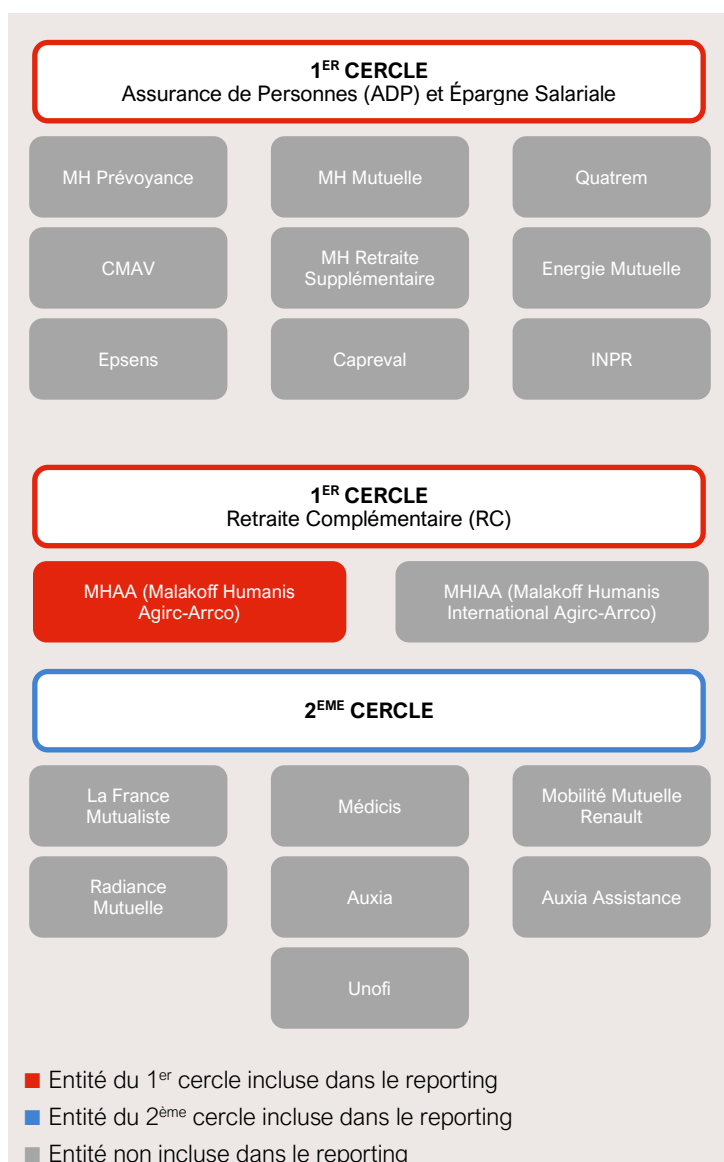 1ER CERCLE
Assurance de Personnes (ADP) et Épargne Salariale
MH Prévoyance
MH Mutuelle
Quatrem
CMAV
MH Retraite
Supplémentaire
Energie Mutuelle
Epsens
Capreval
INPR
1ER CERCLE
Retraite Complémentaire (RC)
MHAA (Malakoff Humanis
Agirc-Arrco)
MHIAA (Malakoff Humanis
International Agirc-Arrco)
2EME CERCLE
La France
Mutualiste
Médicis
Mobilité Mutuelle
Renault
Radiance
Mutuelle
Auxia
Auxia Assistance
Unofi
Entité du 1er cercle incluse dans le reporting
Entité du 2ème cercle incluse dans le reporting
Entité non incluse dans le reporting